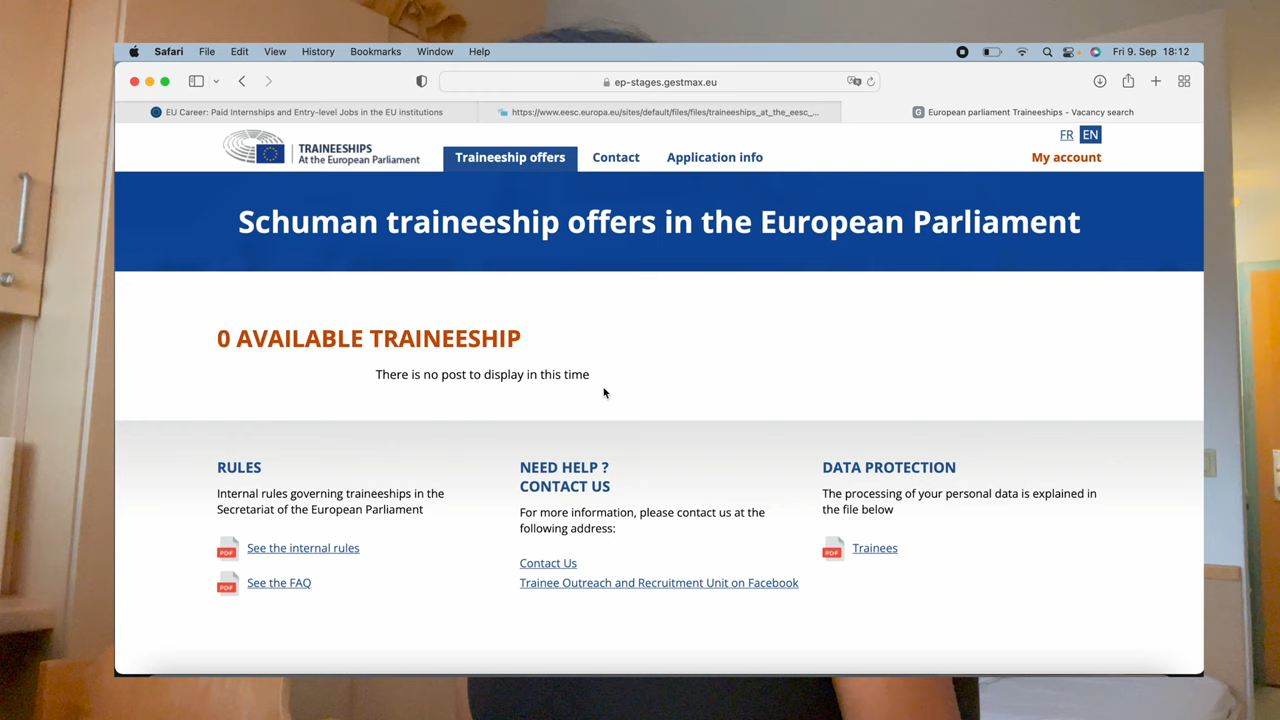 Safari File Edit View History Bookmarks Window Help Fri 9. Sep 18:12
ep-stages.gestmax.eu
EU Career: Paid Internships and Entry-level Jobs in the EU institutions
https://www.eesc.europa.eu/sites/default/files/files/traineeships_at_the_eesc_...
G European parliament Traineeships - Vacancy search
FR EN
TRAINEESHIPS
At the European Parliament
Traineeship offers Contact Application info My account
Schuman traineeship offers in the European Parliament
0 AVAILABLE TRAINEESHIP
There is no post to display in this time
RULES
Internal rules governing traineeships in the
Secretariat of the European Parliament
PDF See the internal rules
PDF See the FAQ
NEED HELP ?
CONTACT US
For more information, please contact us at the
following address:
Contact Us
Trainee Outreach and Recruitment Unit on Facebook
DATA PROTECTION
The processing of your personal data is explained in
the file below
PDF Trainees